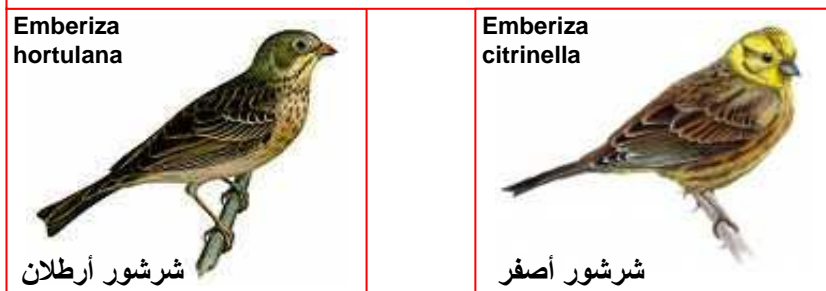 Emberiza
hortulana
شرشور أرطلان
Emberiza
citrinella
شرشور أصفر